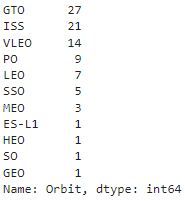 GTO 27
ISS 21
VLEO 14
PO 9
LEO 7
SSO 5
MEO 3
ES-L1 1
HEO 1
SO 1
GEO 1
Name: Orbit, dtype: int64